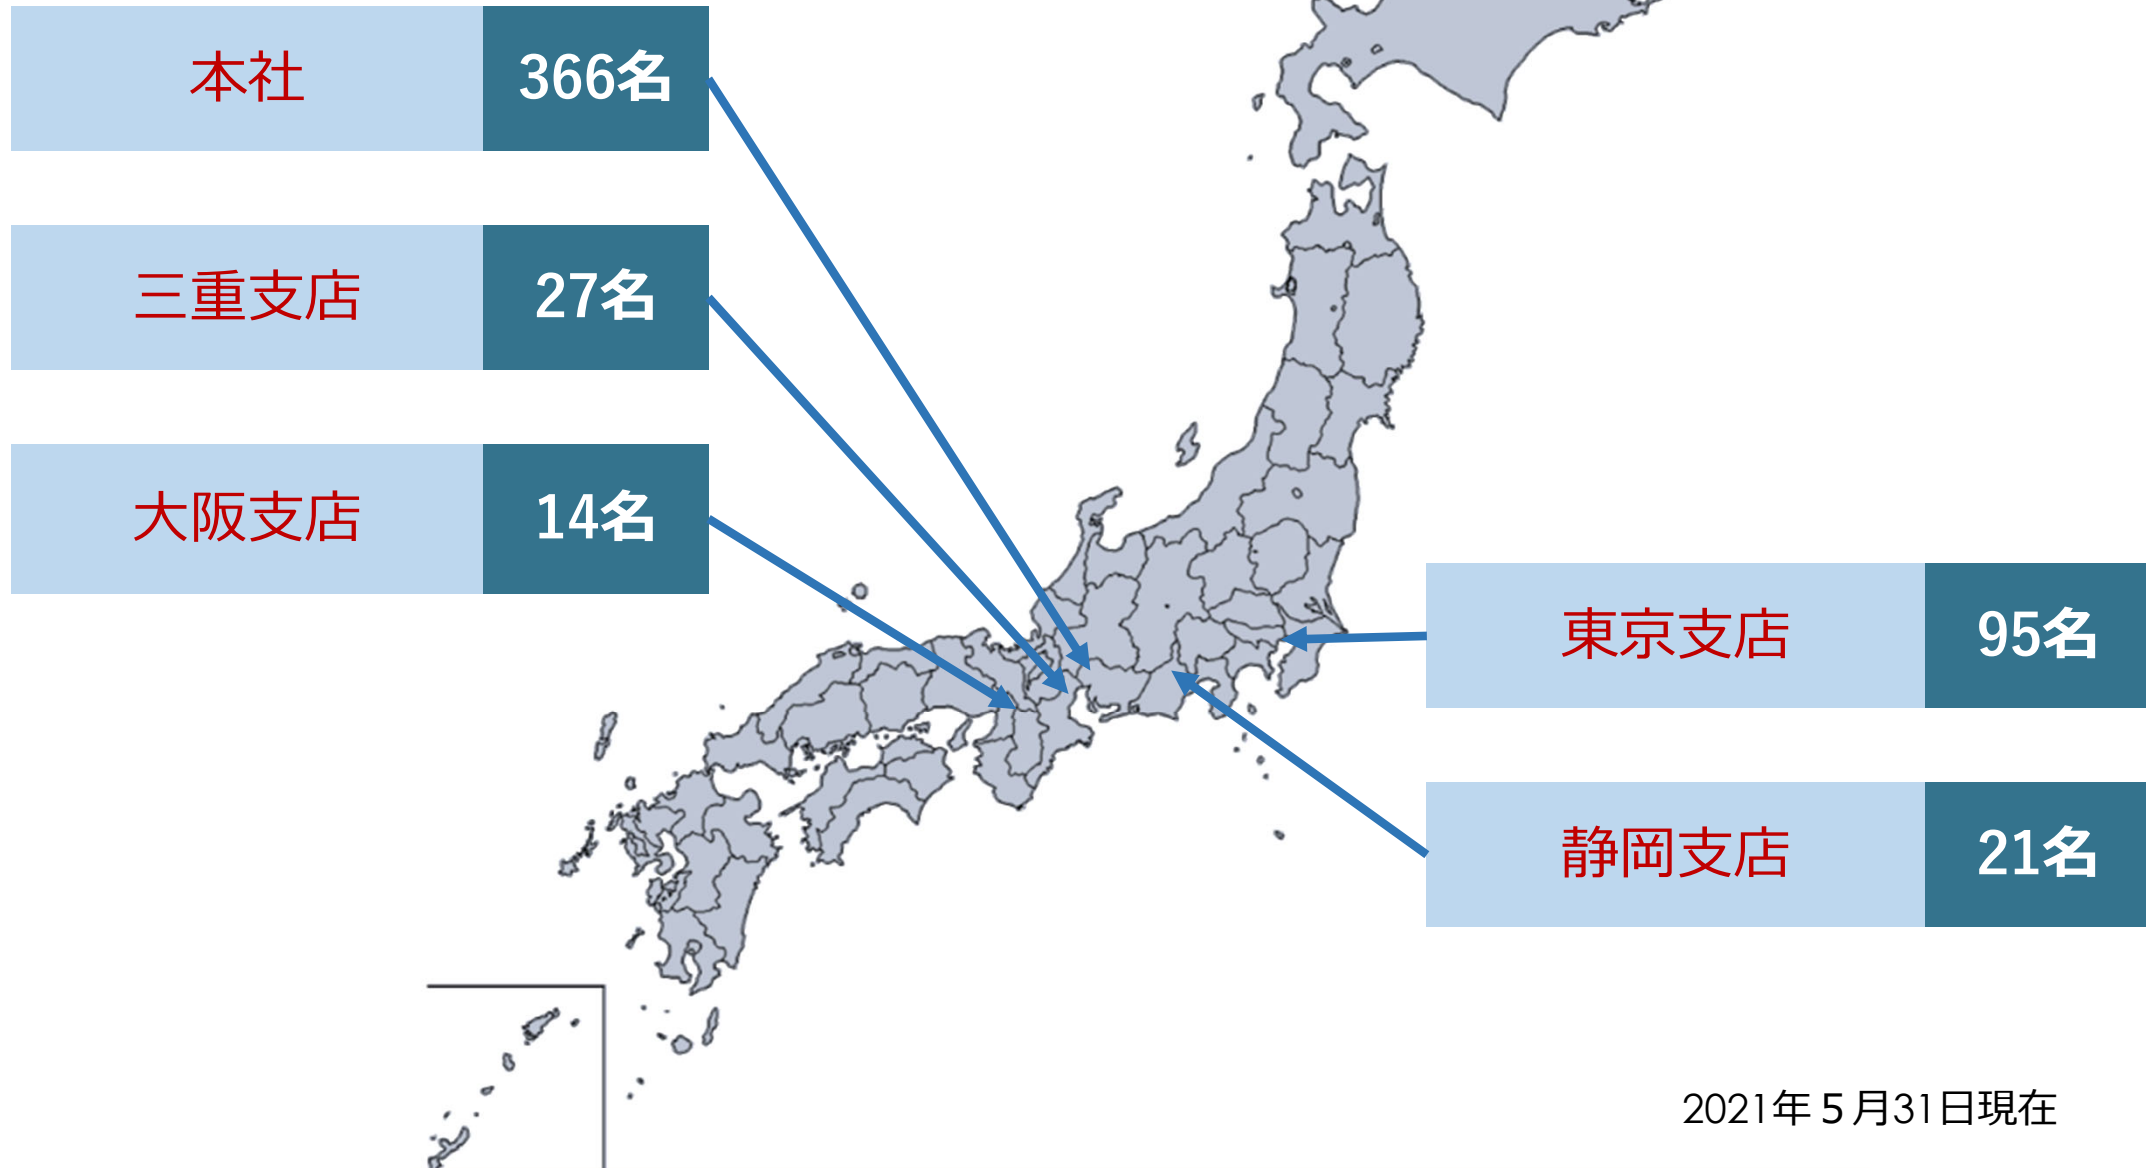 本社 366名
三重支店 27名
大阪支店 14名
東京支店 95名
静岡支店 21名
2021年５月31日現在